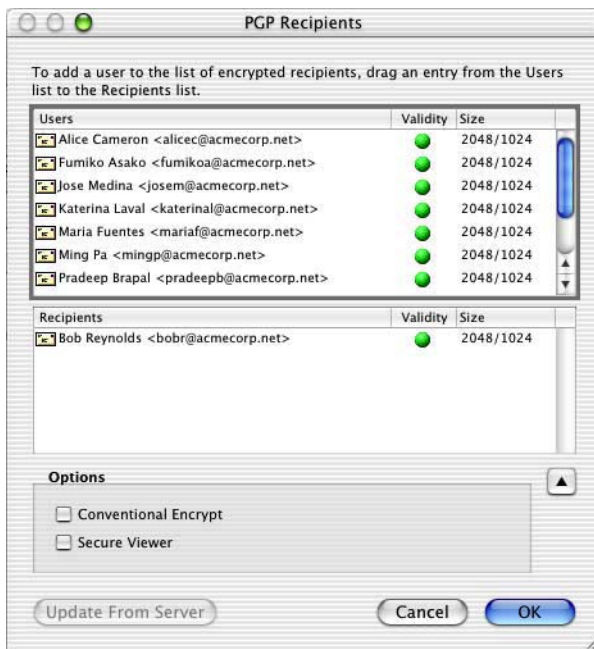 PGP Recipients
To add a user to the list of encrypted recipients, drag an entry from the Users
list to the Recipients list.
Users Validity Size
Alice Cameron <alicec@acmecorp.net> 2048/1024
Fumiko Asako <fumikoa@acmecorp.net> 2048/1024
Jose Medina <josem@acmecorp.net> 2048/1024
Katerina Laval <katerinal@acmecorp.net> 2048/1024
Maria Fuentes <mariaf@acmecorp.net> 2048/1024
Ming Pa <mingp@acmecorp.net> 2048/1024
Pradeep Brapal <pradeepb@acmecorp.net> 2048/1024
Recipients Validity Size
Bob Reynolds <bobr@acmecorp.net> 2048/1024
Options
Conventional Encrypt
Secure Viewer
Update From Server Cancel OK